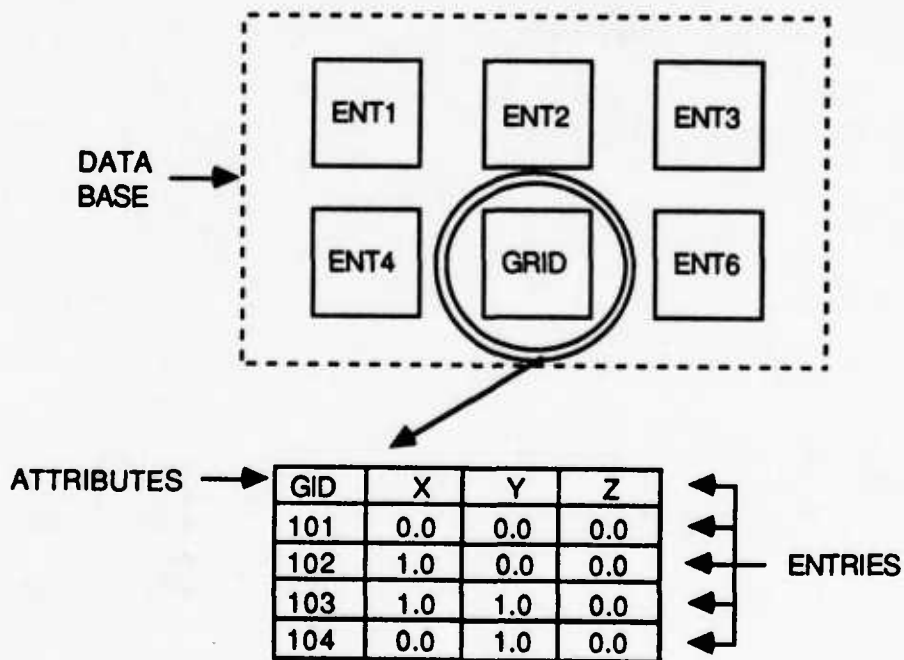 ENT1 ENT2 ENT3
DATA
BASE
ENT4 GRID ENT6
ATTRIBUTES GID X Y Z
101 0.0 0.0 0.0
102 1.0 0.0 0.0 ENTRIES
103 1.0 1.0 0.0
104 0.0 1.0 0.0